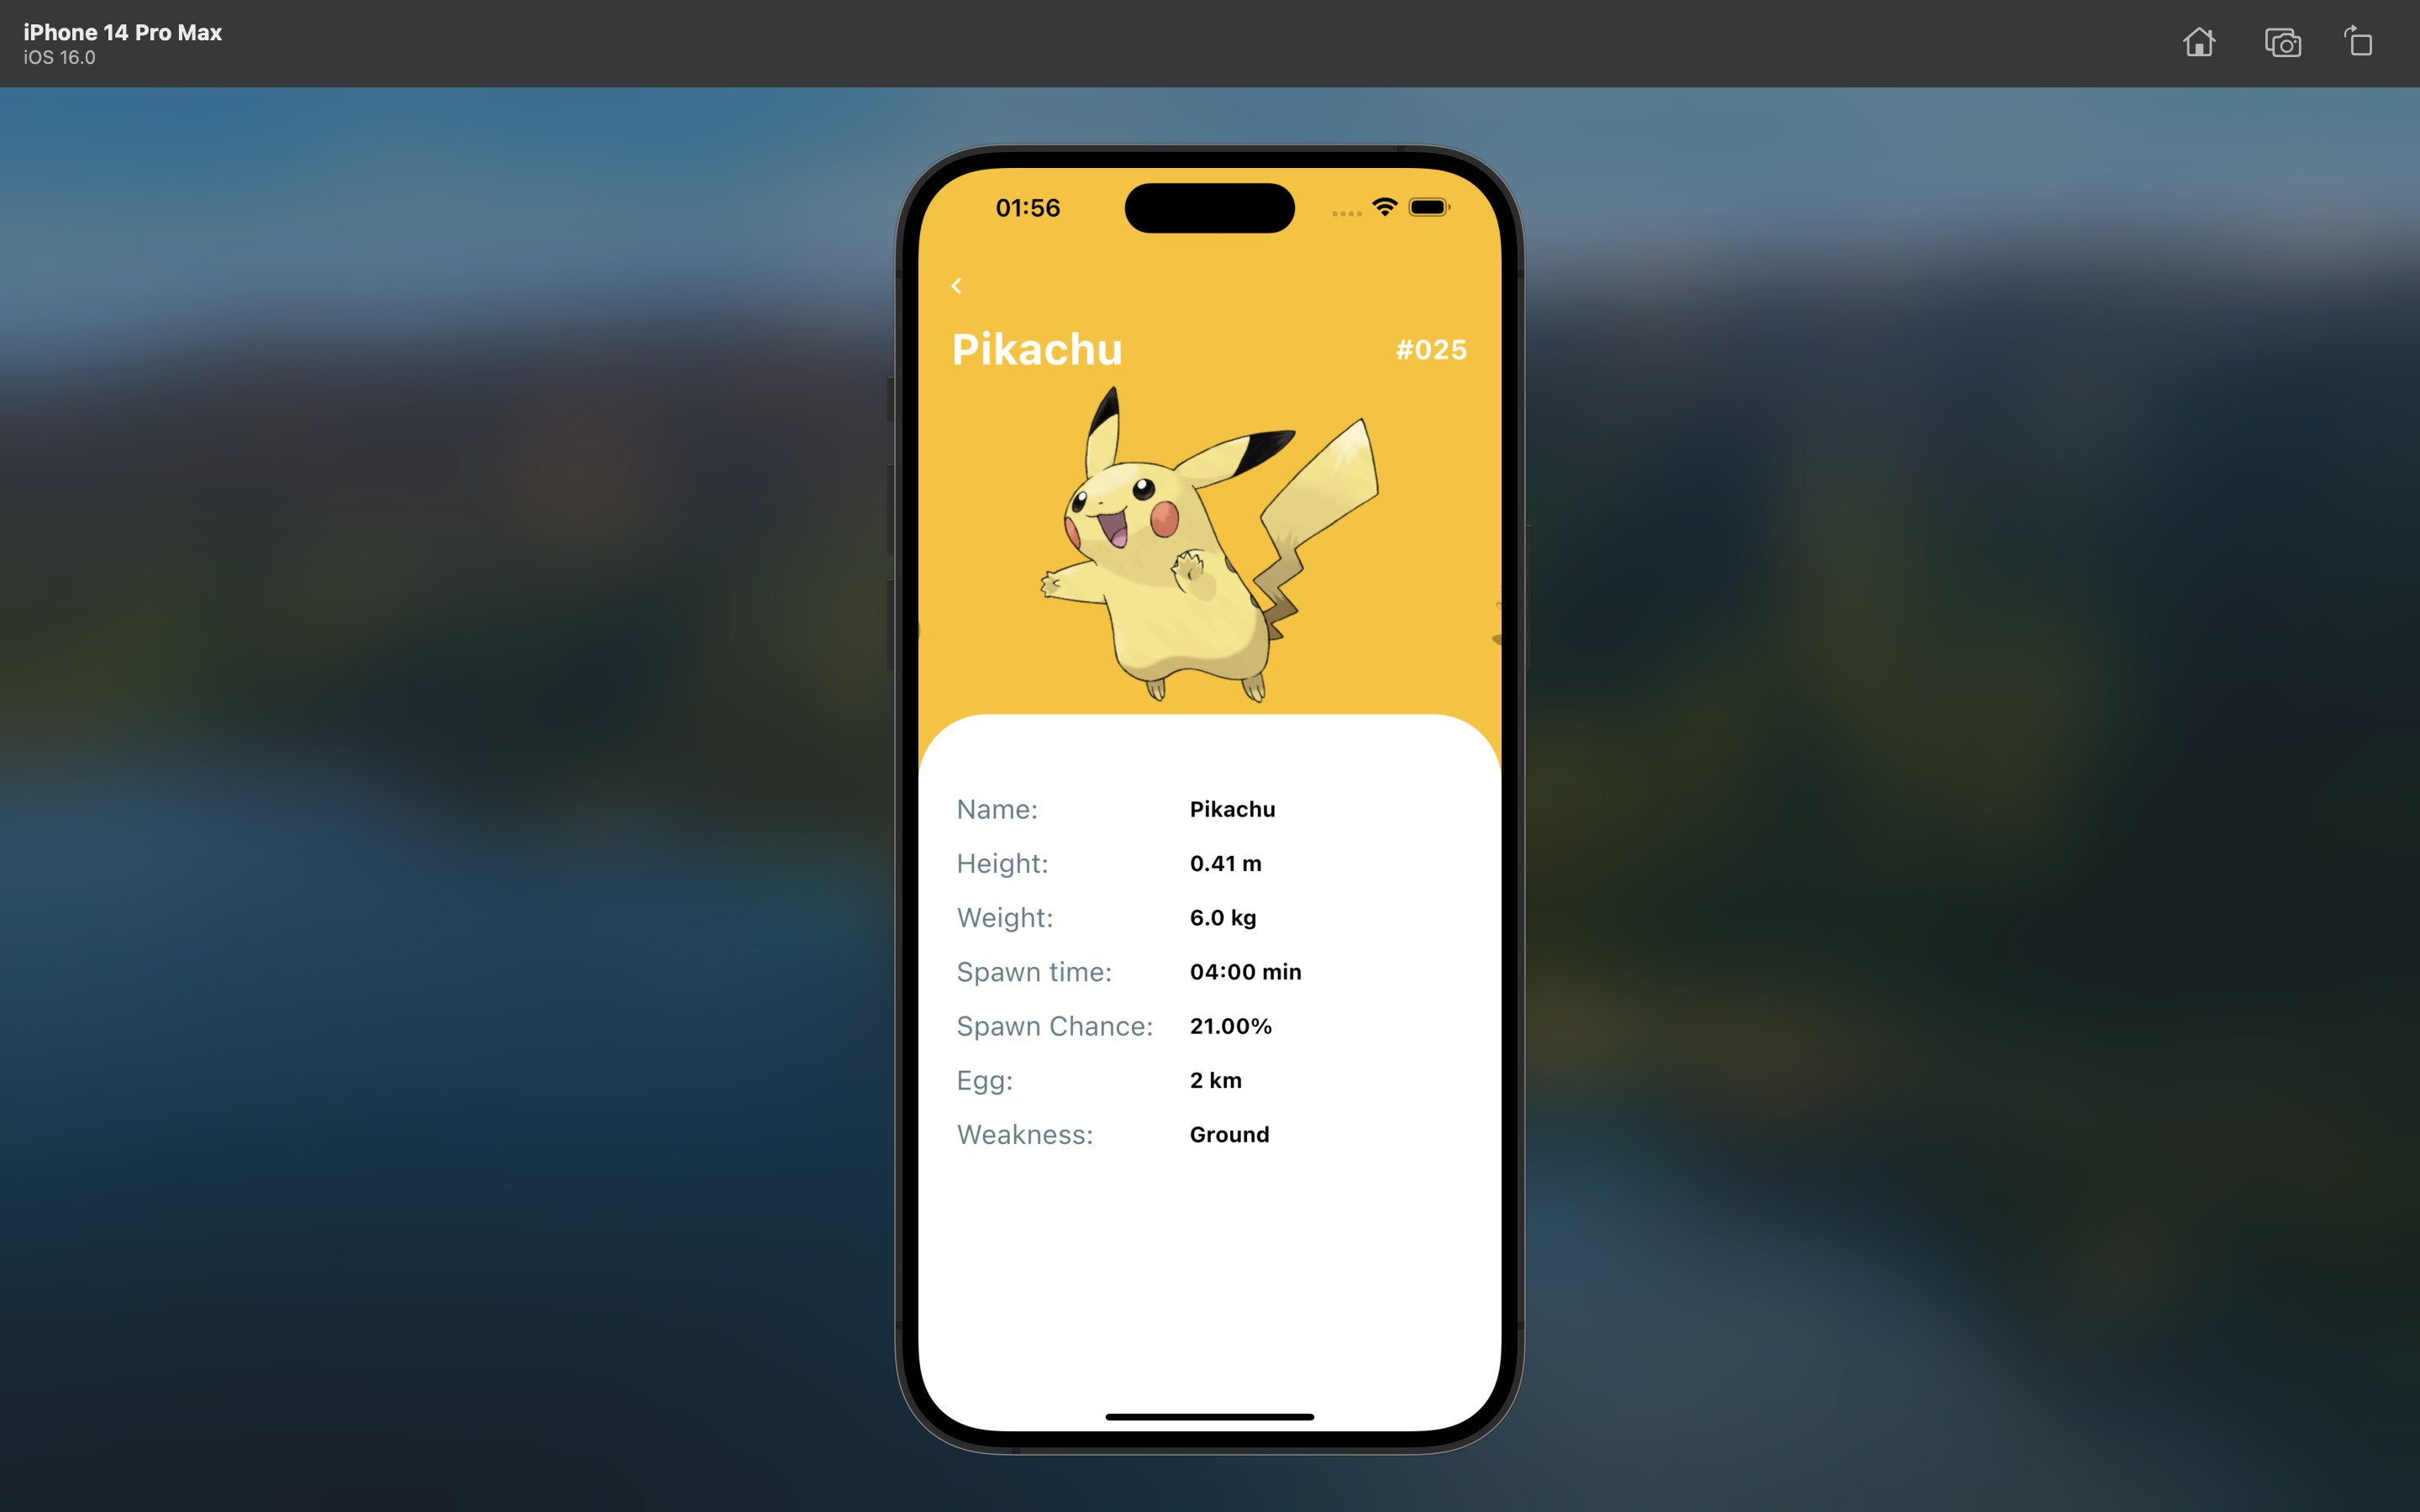 iPhone 14 Pro Max
iOS 16.0
01:56
Pikachu
#025
Name: Pikachu
Height: 0.41 m
Weight: 6.0 kg
Spawn time: 04:00 min
Spawn Chance: 21.00%
Egg: 2 km
Weakness: Ground